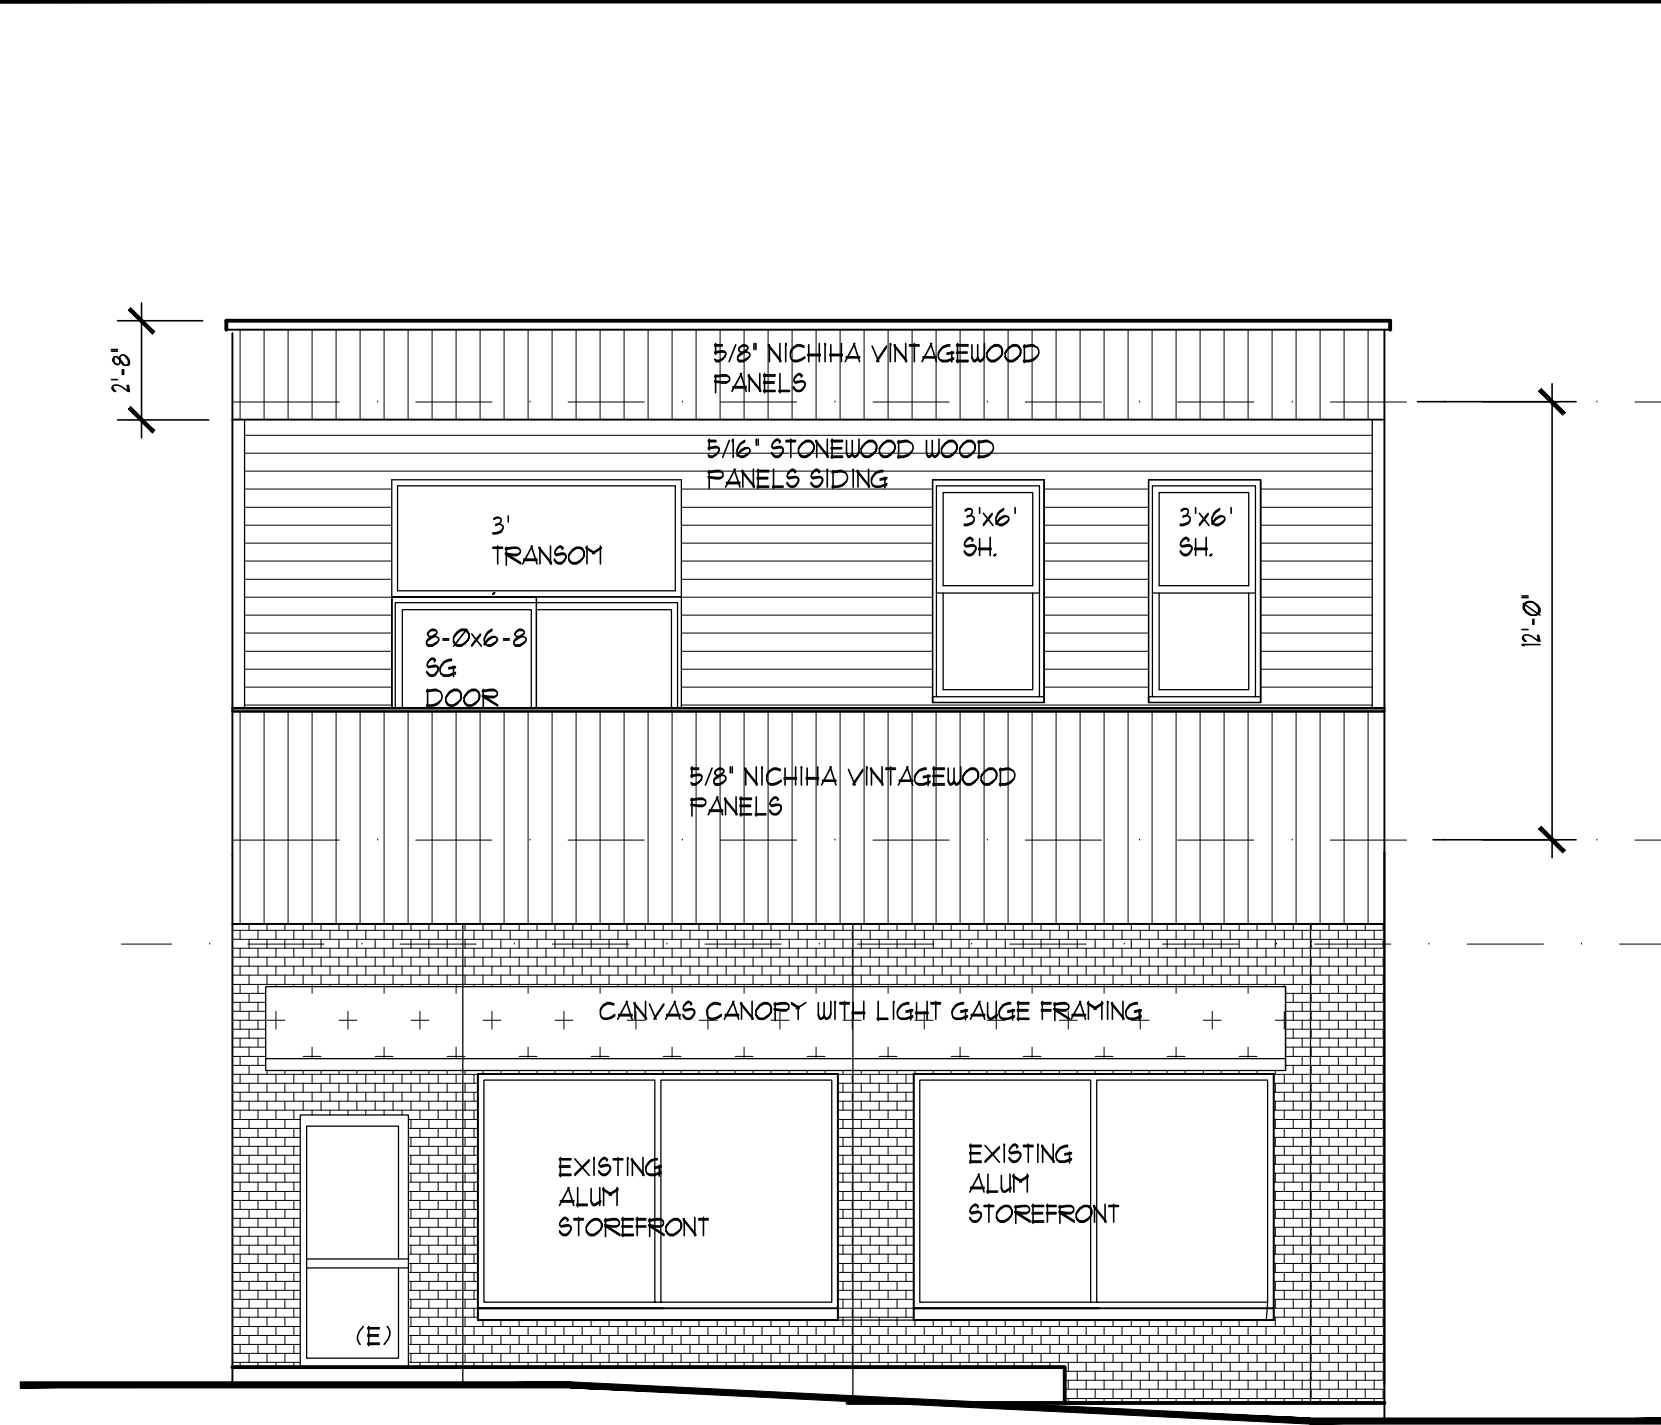 5/8" NICHIHA VINTAGEWOOD
PANELS
2'-8"
5/16" STONEWOOD WOOD
PANELS SIDING
3'
TRANSOM
3'x6'
SH.
3'x6'
SH.
8-0x6-8
SG
DOOR
12'-0"
5/8" NICHIHA VINTAGEWOOD
PANELS
CANVAS CANOPY WITH LIGHT GAUGE FRAMING
EXISTING
ALUM
STOREFRONT
EXISTING
ALUM
STOREFRONT
(E)